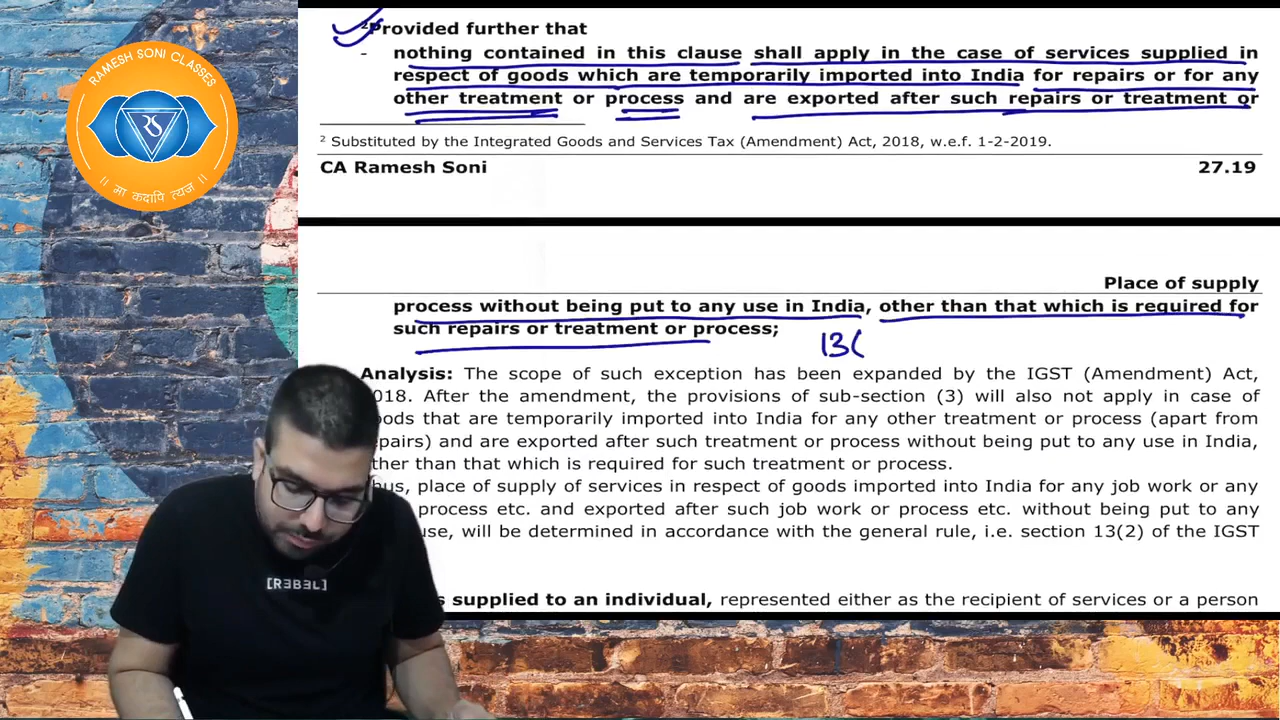 RAMESH SONI CLASSES
।। मा कदापि त्यज ।।
²Provided further that
- nothing contained in this clause shall apply in the case of services supplied in
respect of goods which are temporarily imported into India for repairs or for any
other treatment or process and are exported after such repairs or treatment or
² Substituted by the Integrated Goods and Services Tax (Amendment) Act, 2018, w.e.f. 1-2-2019.
CA Ramesh Soni 27.19
Place of supply
process without being put to any use in India, other than that which is required for
such repairs or treatment or process;
13(
Analysis: The scope of such exception has been expanded by the IGST (Amendment) Act,
018. After the amendment, the provisions of sub-section (3) will also not apply in case of
oods that are temporarily imported into India for any other treatment or process (apart from
pairs) and are exported after such treatment or process without being put to any use in India,
ther than that which is required for such treatment or process.
hus, place of supply of services in respect of goods imported into India for any job work or any
process etc. and exported after such job work or process etc. without being put to any
use, will be determined in accordance with the general rule, i.e. section 13(2) of the IGST
s supplied to an individual, represented either as the recipient of services or a person
[REBEL]